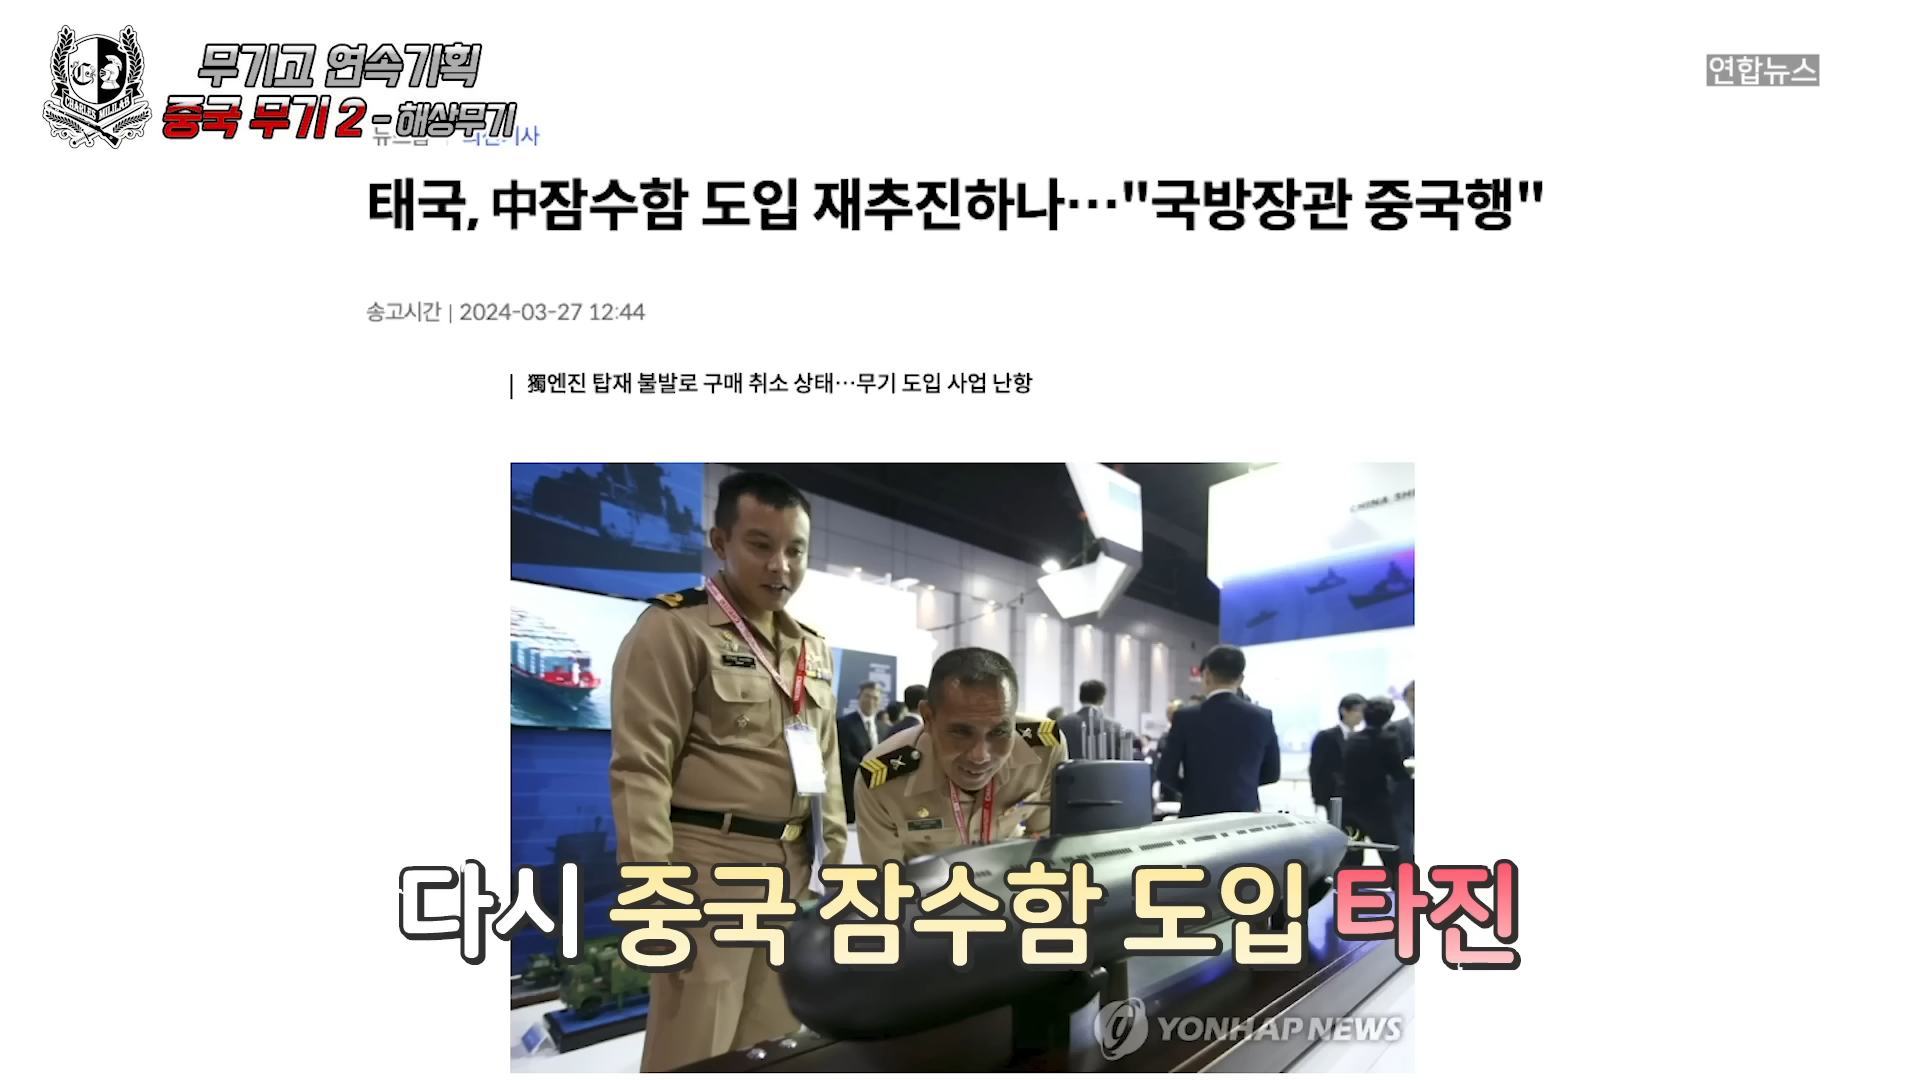 무기고 연속기획
중국 무기 2 - 해상무기
CHARLES MILILAB
연합뉴스
태국, 中잠수함 도입 재추진하나…"국방장관 중국행"
송고시간 | 2024-03-27 12:44
獨엔진 탑재 불발로 구매 취소 상태…무기 도입 사업 난항
CHINA
다시 중국 잠수함 도입 타진
YONHAP NEWS